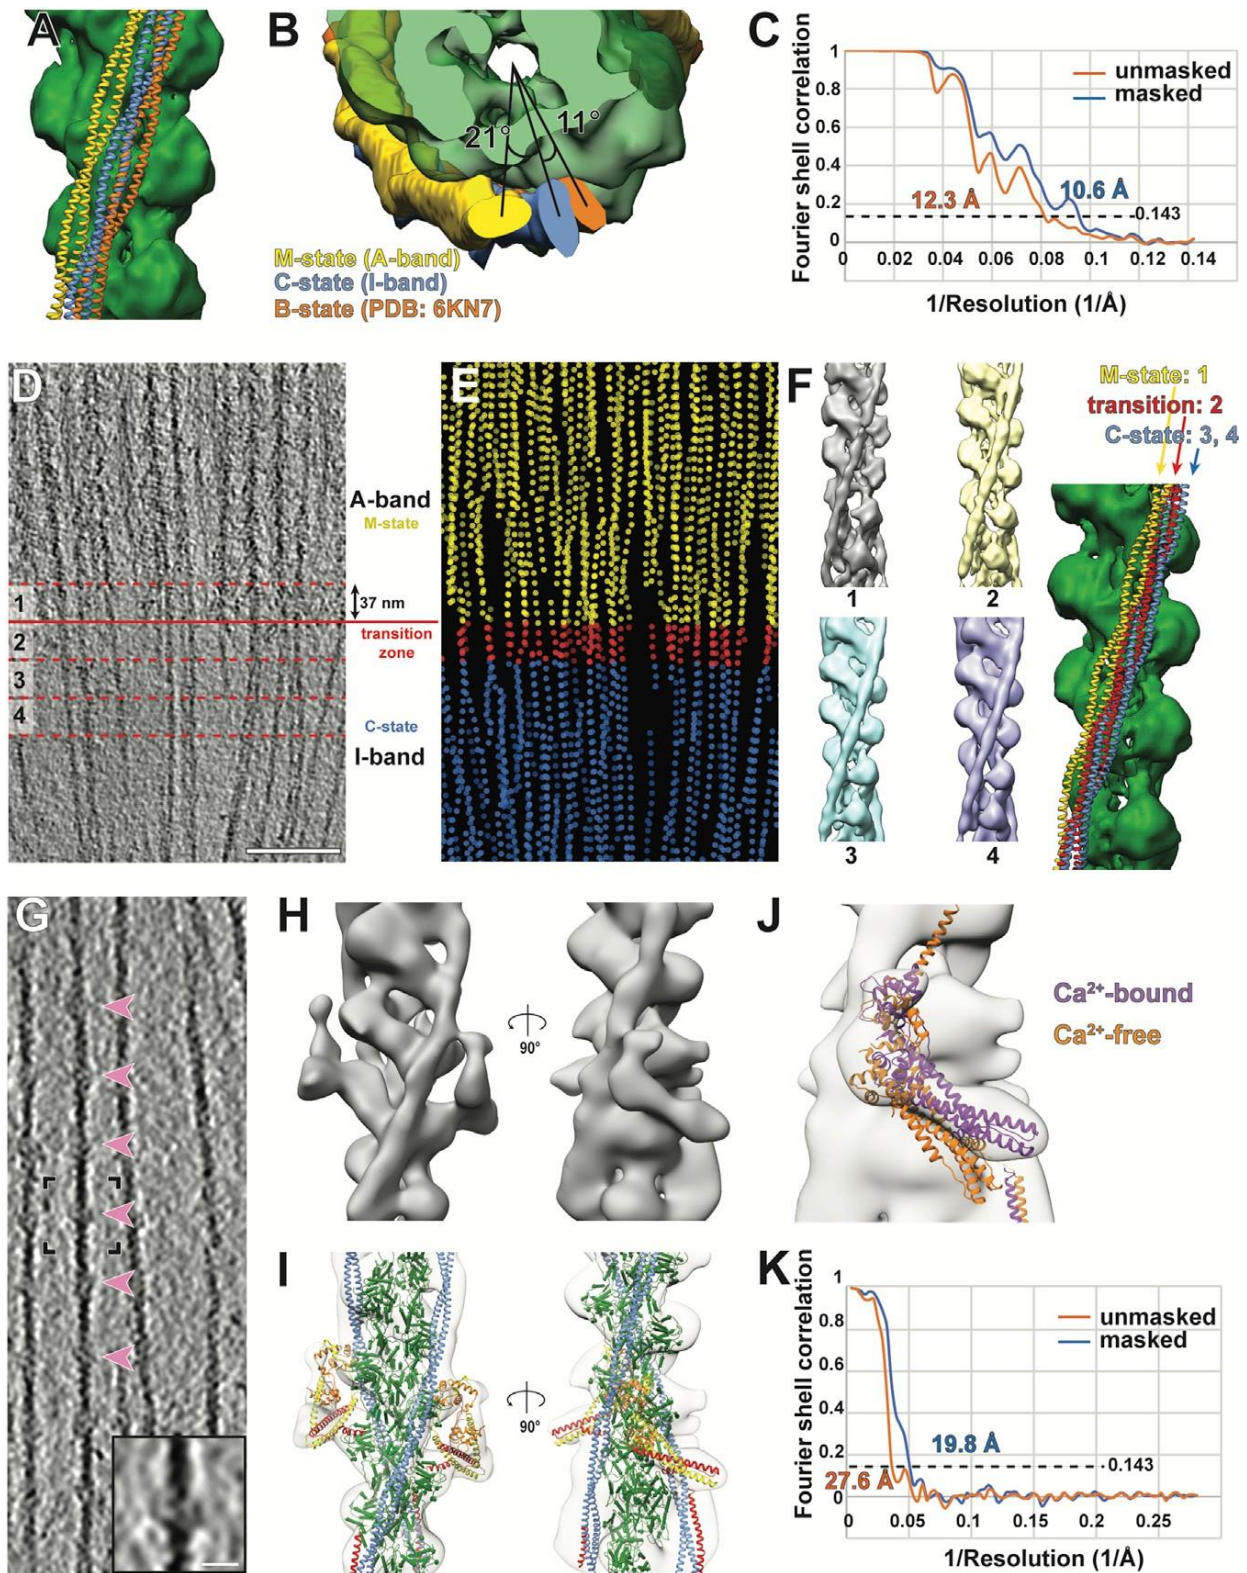 A
B
21°
11°
M-state (A-band)
C-state (I-band)
B-state (PDB: 6KN7)
C
Fourier shell correlation
1
0.8
0.6
0.4
0.2
0
unmasked
masked
12.3 Å
10.6 Å
0.143
0
0.02
0.04
0.06
0.08
0.1
0.12
0.14
1/Resolution (1/Å)
D
1
2
3
4
A-band
M-state
37 nm
transition
zone
C-state
I-band
E
F
1
2
3
4
M-state: 1
transition: 2
C-state: 3, 4
G
H
90°
I
90°
J
Ca²⁺-bound
Ca²⁺-free
K
Fourier shell correlation
1
0.8
0.6
0.4
0.2
0
unmasked
masked
19.8 Å
27.6 Å
0.143
0
0.05
0.1
0.15
0.2
0.25
1/Resolution (1/Å)